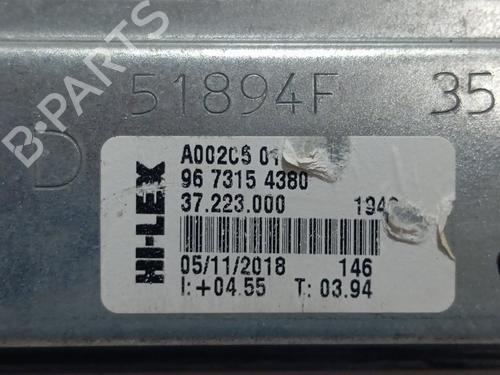 B-PARTS
51894F 35
D
HI-LEX
A00205 01
96 7315 4380
37.223.000
05/11/2018 146
I: +04.55 T: 03.94